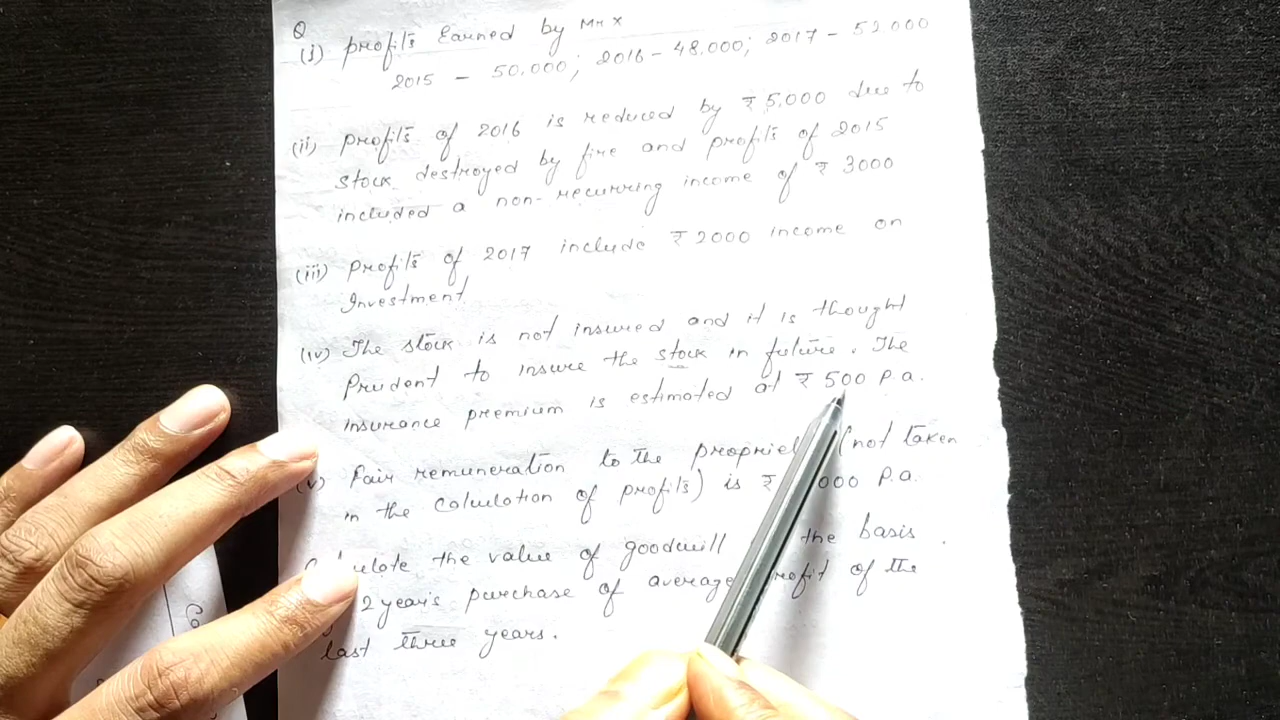 Q
(i) profits Earned by Mr X
2015 - 50,000; 2016 - 48,000; 2017 - 52000
(ii) profits of 2016 is reduced by ₹ 5,000 due to
stock destroyed by fire and profits of 2015
included a non-recurring income of ₹ 3000
(iii) Profits of 2017 include ₹ 2000 income on
Investment
(iv) The stock is not insured and it is thought
Prudent to insure the stock in future. The
insurance premium is estimated at ₹ 500 P.a.
Fair remuneration to the (not taken
in the calculation of profits) is ₹ P.a.
the value of goodwill the basis
2 year's purchase of average of the
last three years.